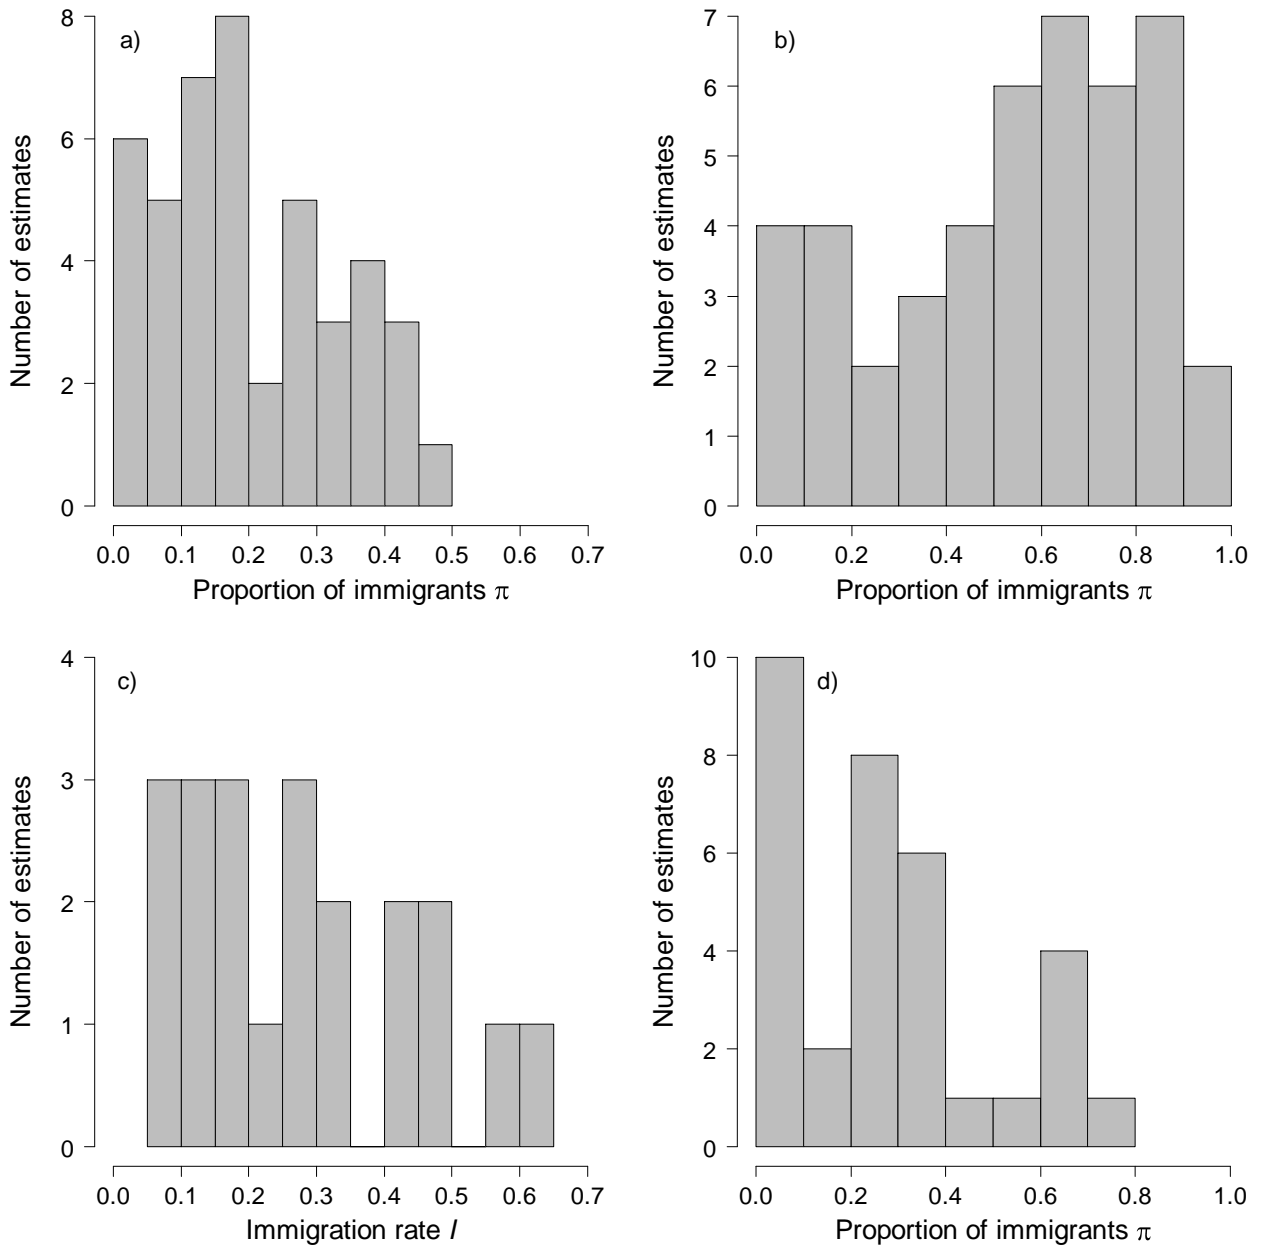 a)
Number of estimates
8
6
4
2
0
0.0 0.1 0.2 0.3 0.4 0.5 0.6 0.7
Proportion of immigrants π
b)
Number of estimates
7
6
5
4
3
2
1
0
0.0 0.2 0.4 0.6 0.8 1.0
Proportion of immigrants π
c)
Number of estimates
4
3
2
1
0
0.0 0.1 0.2 0.3 0.4 0.5 0.6 0.7
Immigration rate I
d)
Number of estimates
10
8
6
4
2
0
0.0 0.2 0.4 0.6 0.8 1.0
Proportion of immigrants π